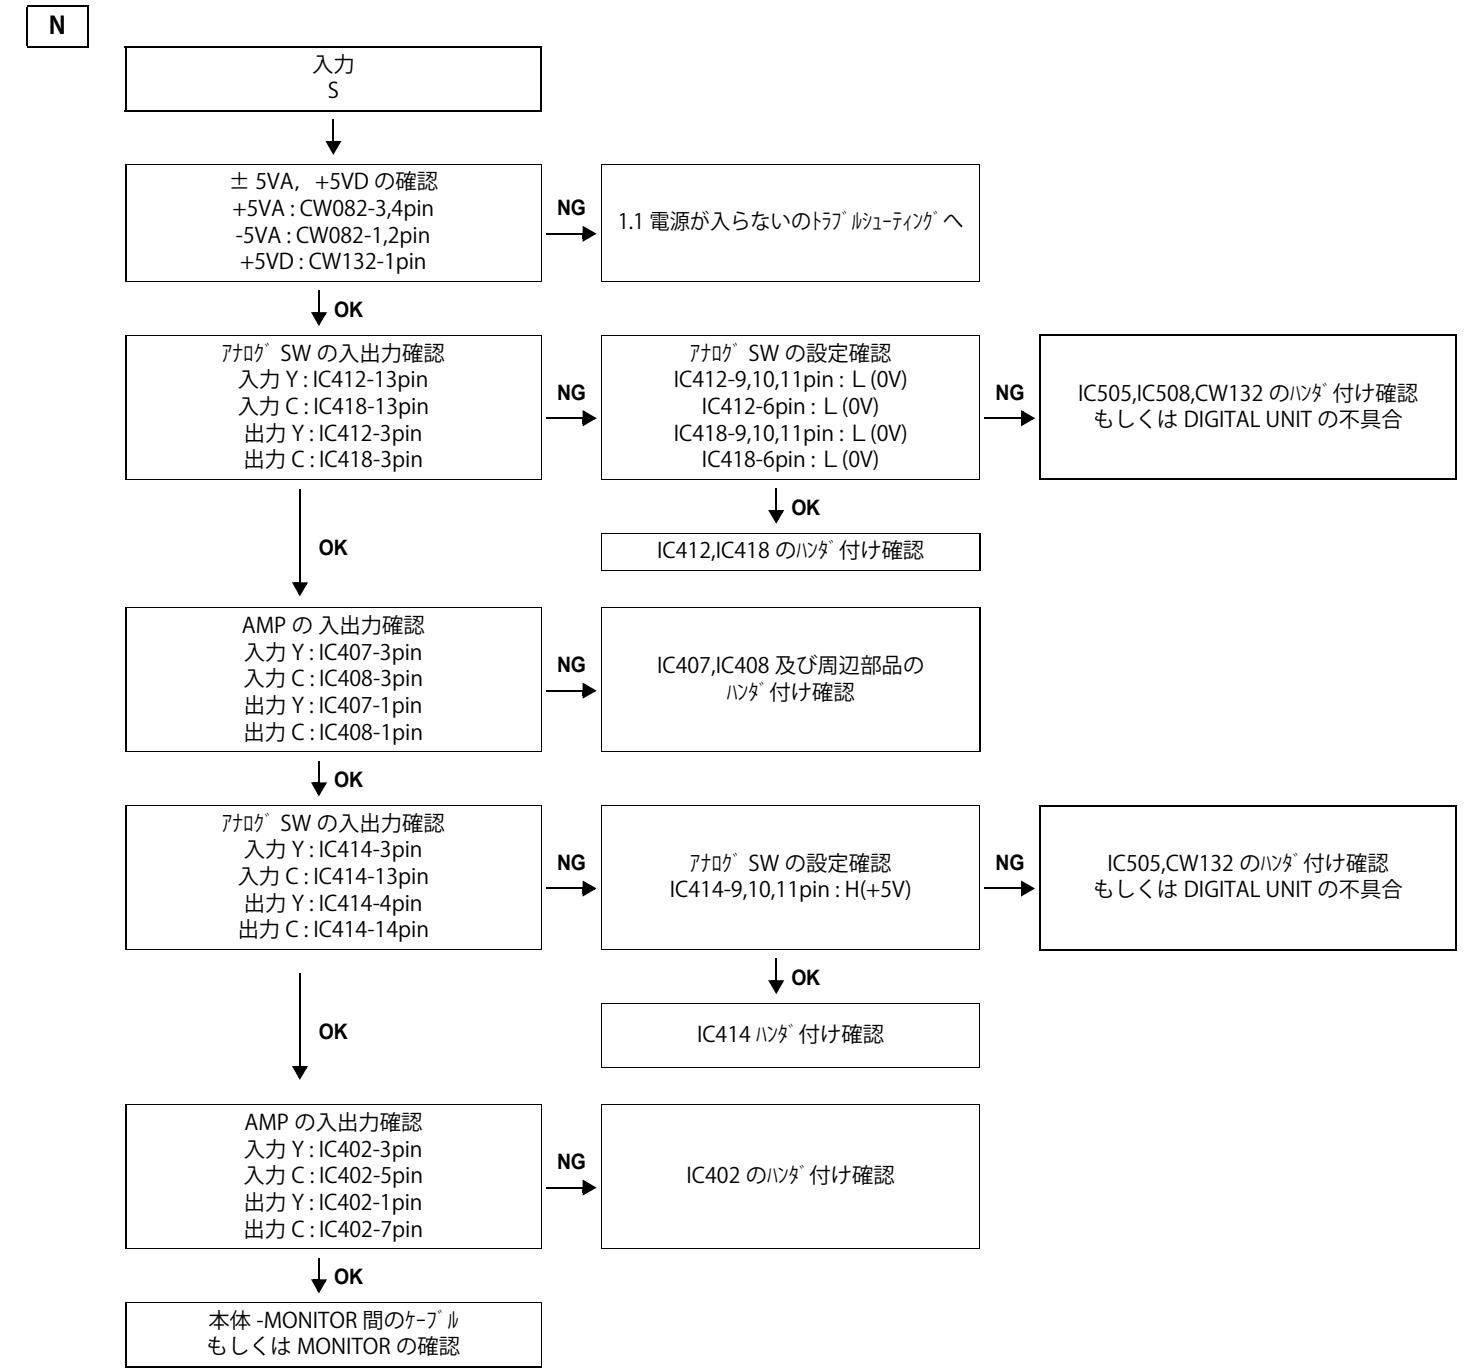 N
入力
S
± 5VA, +5VD の確認
+5VA : CW082-3,4pin
-5VA : CW082-1,2pin
+5VD : CW132-1pin
NG
1.1 電源が入らないのﾄﾗﾌﾞﾙｼｭｰﾃｨﾝｸﾞへ
OK
ｱﾅﾛｸﾞ SW の入出力確認
入力 Y : IC412-13pin
入力 C : IC418-13pin
出力 Y : IC412-3pin
出力 C : IC418-3pin
NG
ｱﾅﾛｸﾞ SW の設定確認
IC412-9,10,11pin : L (0V)
IC412-6pin : L (0V)
IC418-9,10,11pin : L (0V)
IC418-6pin : L (0V)
NG
IC505,IC508,CW132 のﾊﾝﾀﾞ付け確認
もしくは DIGITAL UNIT の不具合
OK
IC412,IC418 のﾊﾝﾀﾞ付け確認
OK
AMP の 入出力確認
入力 Y : IC407-3pin
入力 C : IC408-3pin
出力 Y : IC407-1pin
出力 C : IC408-1pin
NG
IC407,IC408 及び周辺部品の
ﾊﾝﾀﾞ付け確認
OK
ｱﾅﾛｸﾞ SW の入出力確認
入力 Y : IC414-3pin
入力 C : IC414-13pin
出力 Y : IC414-4pin
出力 C : IC414-14pin
NG
ｱﾅﾛｸﾞ SW の設定確認
IC414-9,10,11pin : H(+5V)
NG
IC505,CW132 のﾊﾝﾀﾞ付け確認
もしくは DIGITAL UNIT の不具合
OK
IC414 ﾊﾝﾀﾞ付け確認
OK
AMP の入出力確認
入力 Y : IC402-3pin
入力 C : IC402-5pin
出力 Y : IC402-1pin
出力 C : IC402-7pin
NG
IC402 のﾊﾝﾀﾞ付け確認
OK
本体 -MONITOR 間のｹｰﾌﾞﾙ
もしくは MONITOR の確認